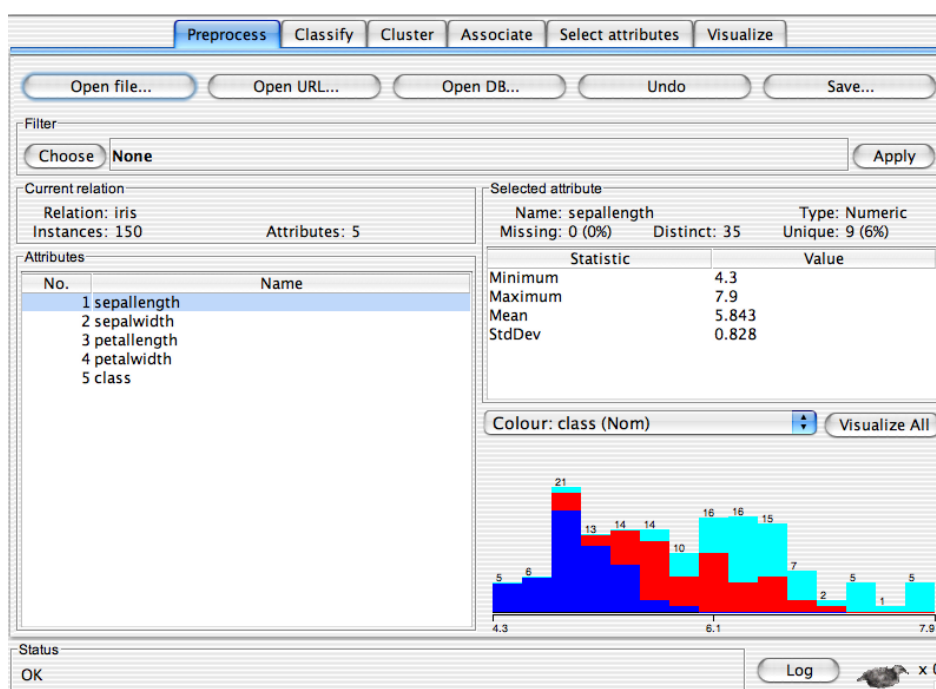 Preprocess Classify Cluster Associate Select attributes Visualize
Open file... Open URL... Open DB... Undo Save...
Filter
Choose None Apply
Current relation
Relation: iris
Instances: 150 Attributes: 5
Attributes
No. Name
1 sepallength
2 sepalwidth
3 petallength
4 petalwidth
5 class
Selected attribute
Name: sepallength Type: Numeric
Missing: 0 (0%) Distinct: 35 Unique: 9 (6%)
Statistic Value
Minimum 4.3
Maximum 7.9
Mean 5.843
StdDev 0.828
Colour: class (Nom) Visualize All
5 6 21 13 14 14 10 16 16 15 7 2 5 1 5
4.3 6.1 7.9
Status
OK Log x 0